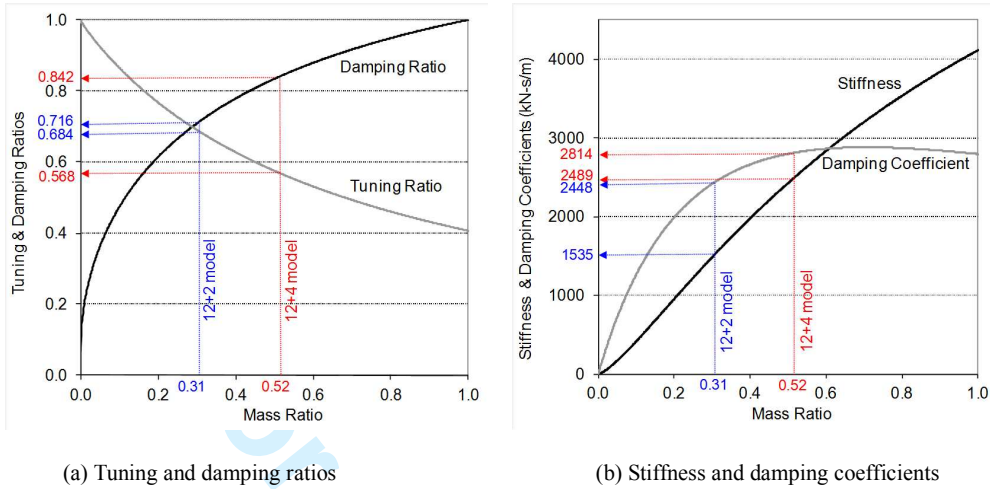 1.0
0.842
0.8
0.716
0.684
0.6
0.568
0.4
0.2
0.0
Tuning & Damping Ratios
Damping Ratio
Tuning Ratio
12+2 model
12+4 model
0.0
0.2
0.31
0.4
0.52
0.6
0.8
1.0
Mass Ratio
(a) Tuning and damping ratios
4000
3000
2814
2489
2448
2000
1535
1000
0
Stiffness & Damping Coefficients (kN-s/m)
Stiffness
Damping Coefficient
12+2 model
12+4 model
0.0
0.2
0.31
0.4
0.52
0.6
0.8
1.0
Mass Ratio
(b) Stiffness and damping coefficients